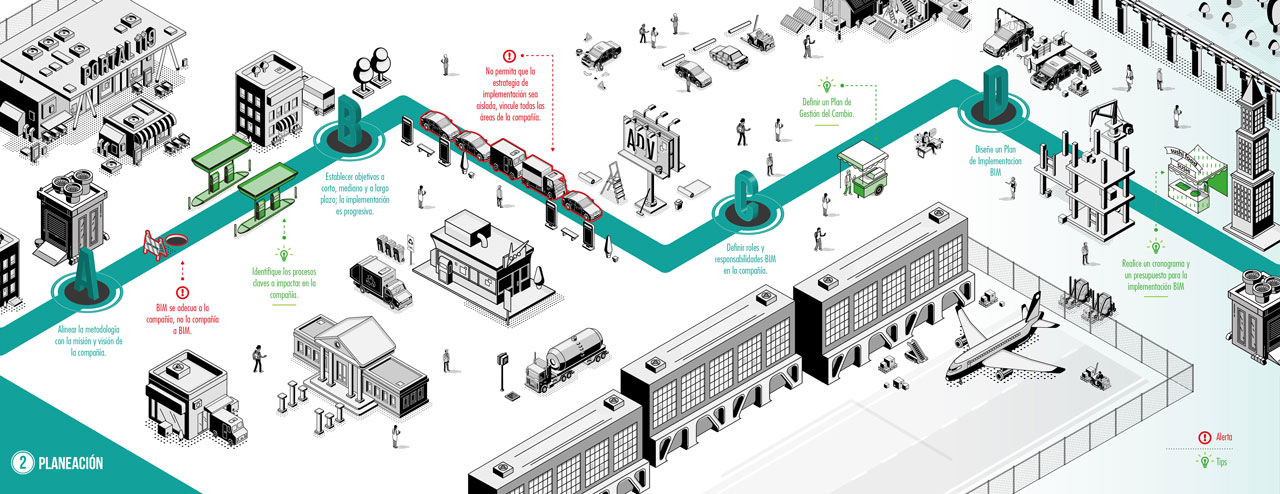 PORTAL 119
A
Alinear la metodología
con la misión y visión de
la compañía.
BIM se adecua a la
compañía, no la compañía
a BIM.
Identifique los procesos
claves a impactar en la
compañía.
B
Establecer objetivos a
corto, mediano y a largo
plazo; la implementación
es progresivo.
No permita que la
estrategia de
implementación sea
aislada, vincule todas las
áreas de la compañía.
ADV
C
Definir roles y
responsabilidades BIM
en la compañía.
Definir un Plan de
Gestión del Cambio.
D
Diseñe un Plan
de Implementacion
BIM
Realice un cronograma y
un presupuesto para la
implementación BIM
2 PLANEACIÓN
Alerta
Tips